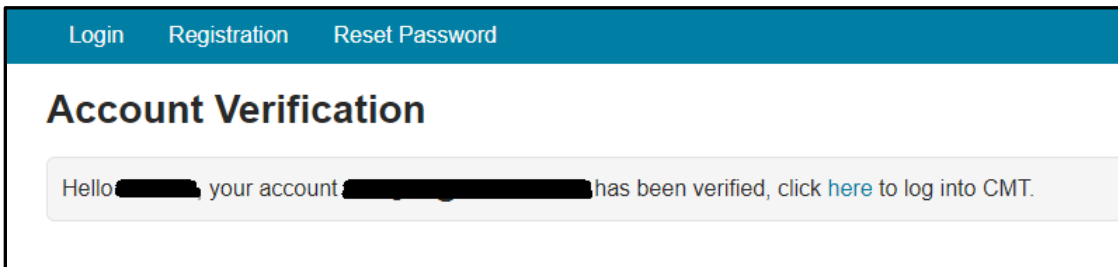 Login Registration Reset Password
Account Verification
Hello , your account has been verified, click here to log into CMT.